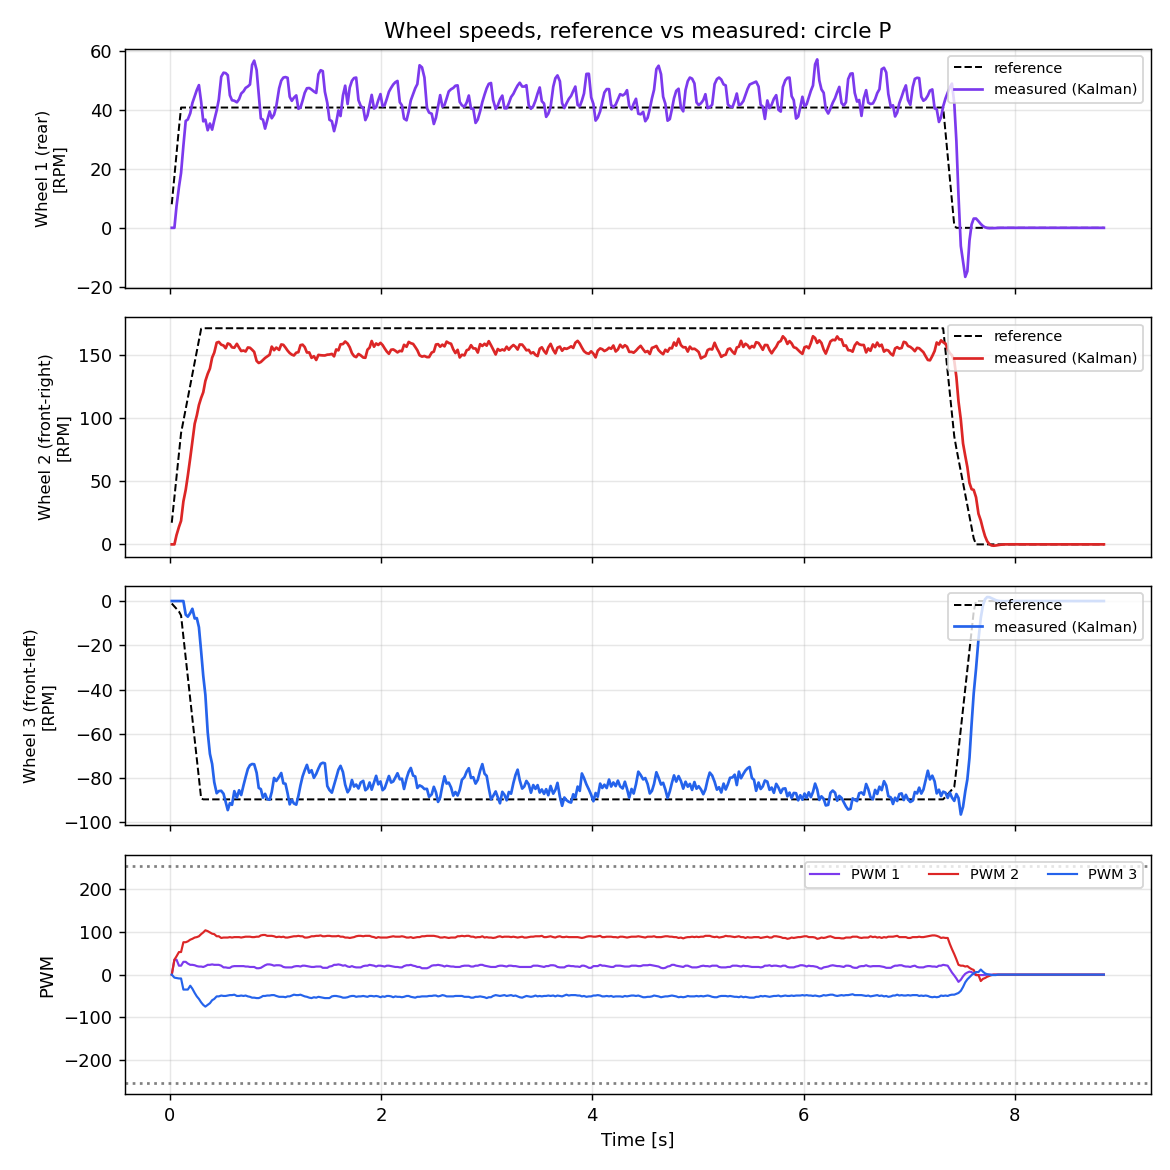 Wheel speeds, reference vs measured: circle P
Wheel 1 (rear)
[RPM]
60
40
20
0
−20
reference
measured (Kalman)
Wheel 2 (front-right)
[RPM]
150
100
50
0
reference
measured (Kalman)
Wheel 3 (front-left)
[RPM]
0
−20
−40
−60
−80
−100
reference
measured (Kalman)
PWM
200
100
0
−100
−200
PWM 1 PWM 2 PWM 3
0 2 4 6 8
Time [s]